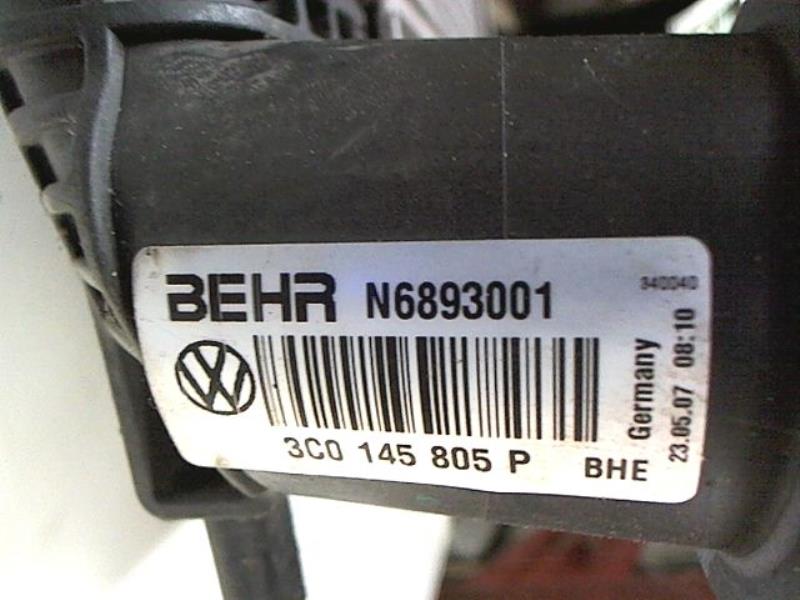 BEHR N6893001
840040
3C0 145 805 P
BHE
Germany
23.05.07 08:10